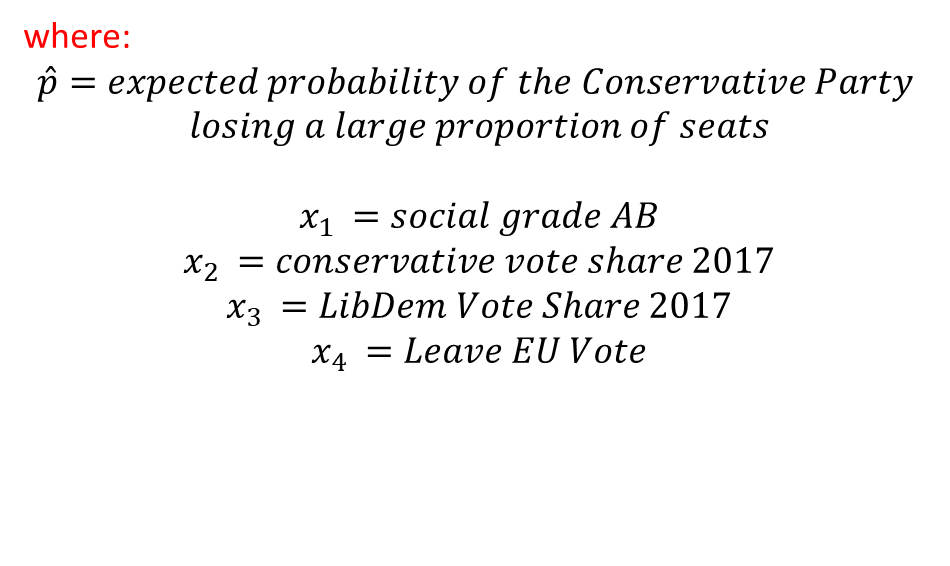 where:
p̂ = expected probability of the Conservative Party
losing a large proportion of seats
x₁ = social grade AB
x₂ = conservative vote share 2017
x₃ = LibDem Vote Share 2017
x₄ = Leave EU Vote